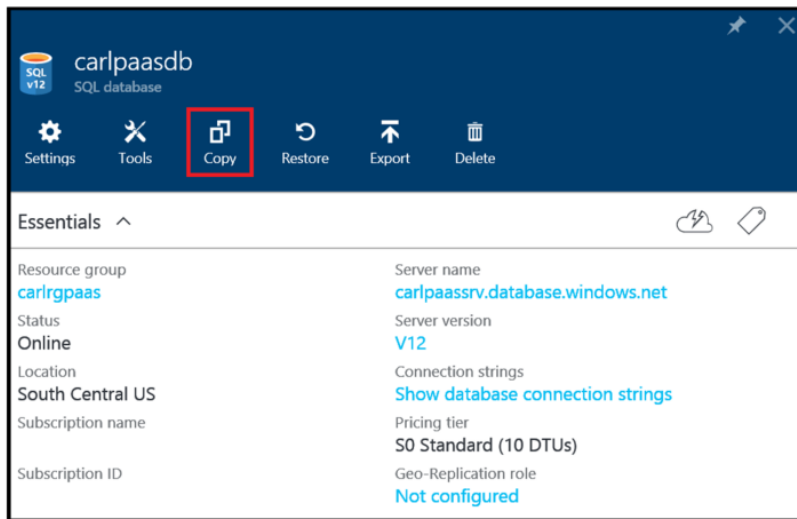 carlpaasdb
SQL v12
SQL database
Settings Tools Copy Restore Export Delete
Essentials
Resource group
carlrgpaas
Status
Online
Location
South Central US
Subscription name
Subscription ID
Server name
carlpaassrv.database.windows.net
Server version
V12
Connection strings
Show database connection strings
Pricing tier
S0 Standard (10 DTUs)
Geo-Replication role
Not configured